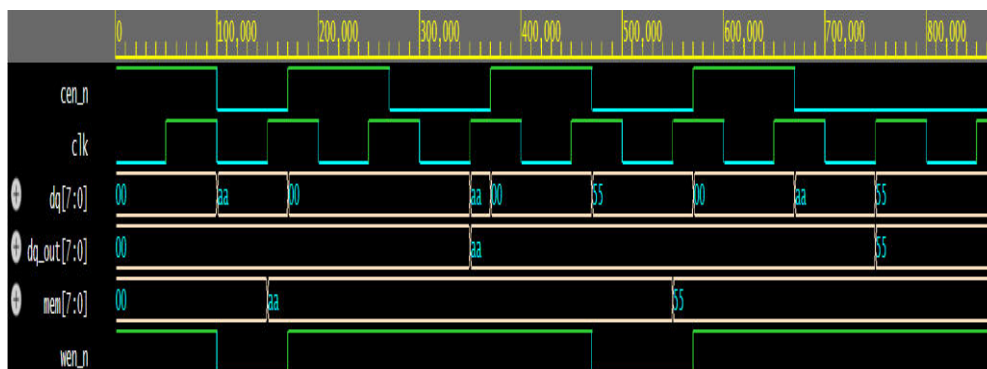 0 100,000 200,000 300,000 400,000 500,000 600,000 700,000 800,000
cen_n
clk
dq[7:0] 00 aa 00 aa 00 55 00 aa 55
dq_out[7:0] 00 aa 55
mem[7:0] 00 aa 55
wen_n